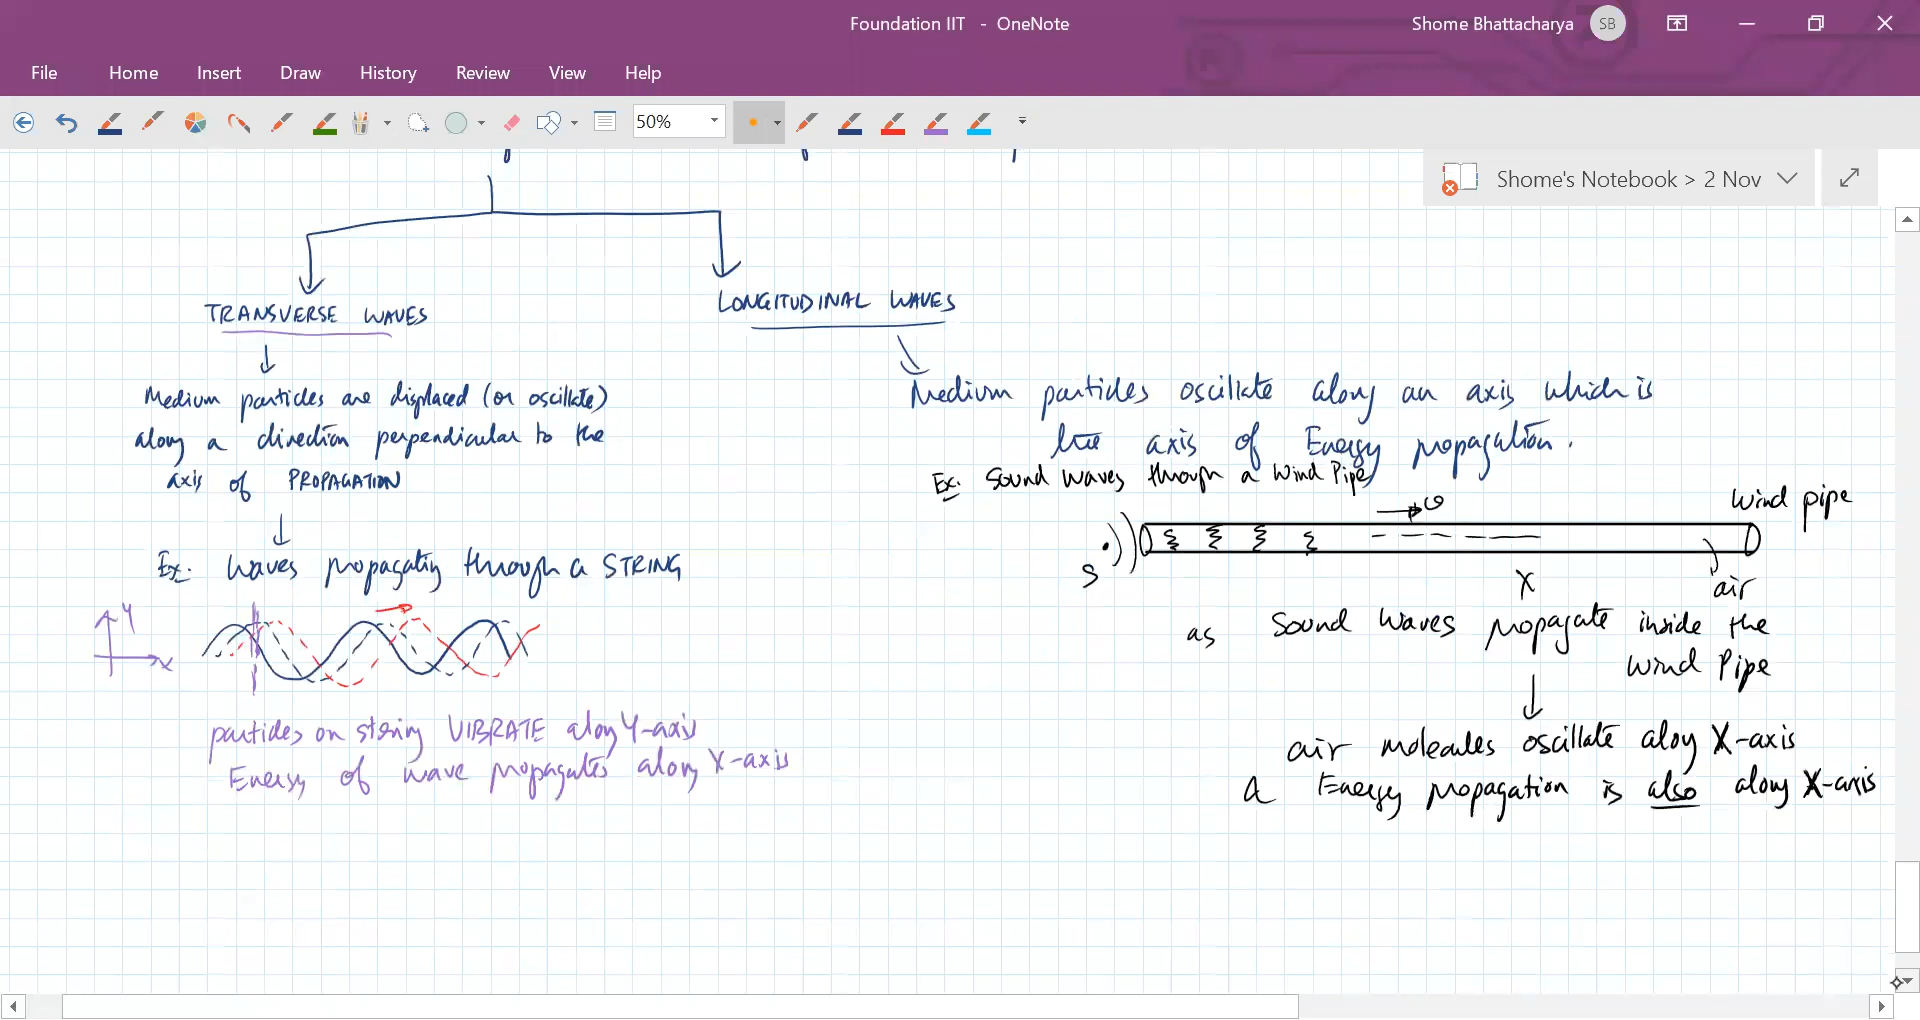 Foundation IIT - OneNote
Shome Bhattacharya SB
File Home Insert Draw History Review View Help
50%
Shome's Notebook > 2 Nov
TRANSVERSE WAVES
LONGITUDINAL WAVES
Medium particles are displaced (or oscillate)
along a direction perpendicular to the
axis of PROPAGATION
Ex: Waves propagating through a STRING
Y
X
particles on string VIBRATE along Y-axis
Energy of wave propagates along X-axis
Medium particles oscillate along an axis which is
the axis of Energy propagation.
Ex: Sound waves through a Wind Pipe
Wind pipe
S
X
air
as Sound Waves propagate inside the
Wind Pipe
air molecules oscillate along X-axis
& Energy propagation is also along X-axis